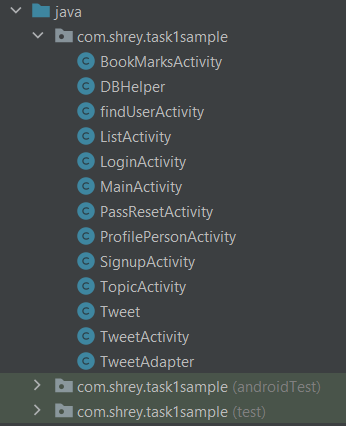 java
com.shrey.task1sample
BookMarksActivity
DBHelper
findUserActivity
ListActivity
LoginActivity
MainActivity
PassResetActivity
ProfilePersonActivity
SignupActivity
TopicActivity
Tweet
TweetActivity
TweetAdapter
com.shrey.task1sample (androidTest)
com.shrey.task1sample (test)